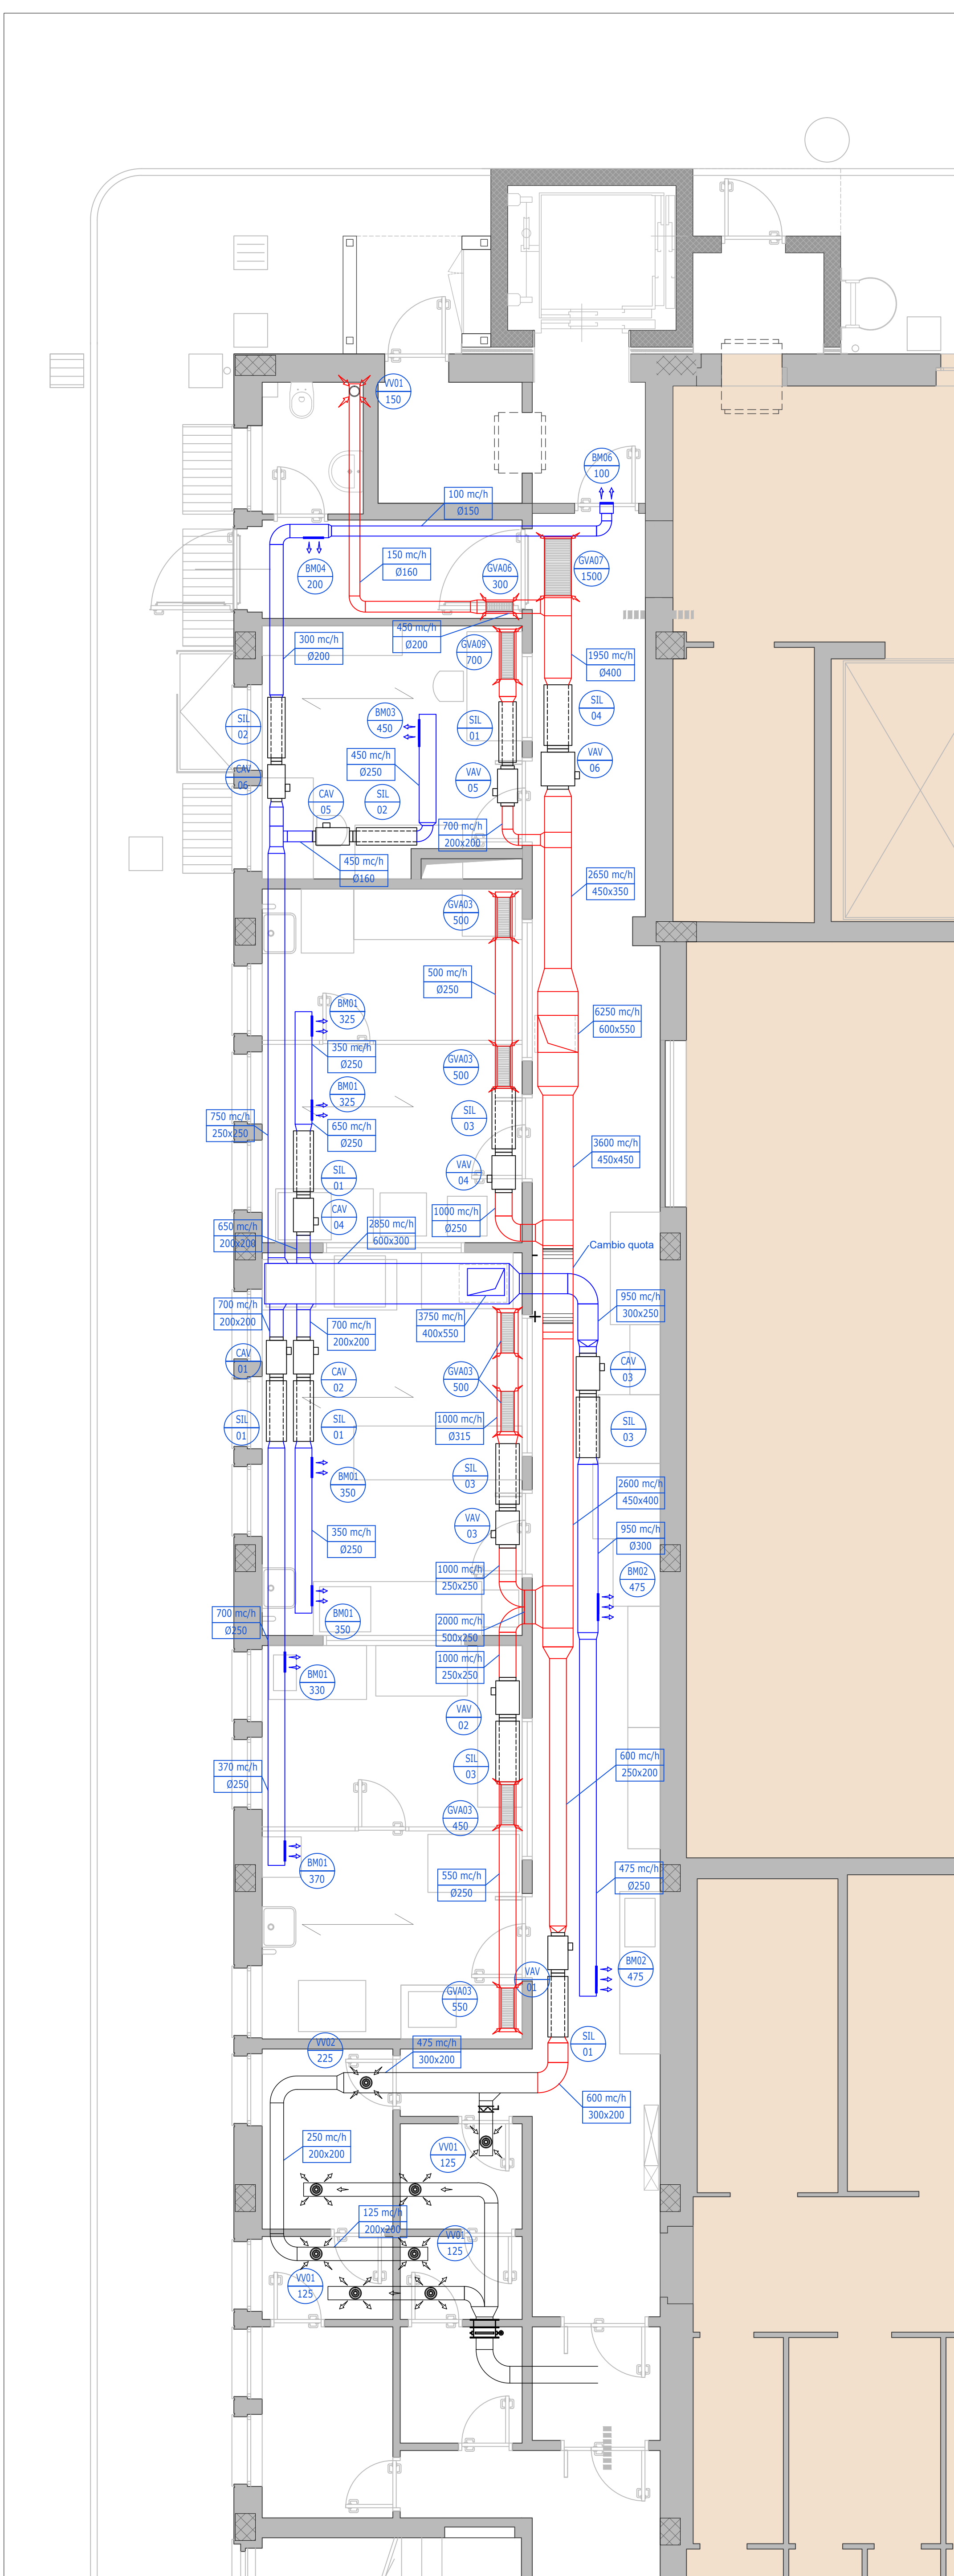 VV01
150
BM06
100
100 mc/h
Ø150
150 mc/h
Ø160
BM04
200
GVA06
300
GVA07
1500
450 mc/h
Ø200
300 mc/h
Ø200
GVA09
700
1950 mc/h
Ø400
SIL
02
BM03
450
SIL
01
SIL
04
450 mc/h
Ø250
VAV
05
VAV
06
CAV
06
CAV
05
SIL
02
700 mc/h
200x200
450 mc/h
Ø160
2650 mc/h
450x350
GVA03
500
500 mc/h
Ø250
BM01
325
6250 mc/h
600x550
350 mc/h
Ø250
GVA03
500
BM01
325
750 mc/h
250x250
650 mc/h
Ø250
SIL
03
3600 mc/h
450x450
SIL
01
VAV
04
CAV
04
1000 mc/h
Ø250
650 mc/h
200x200
2850 mc/h
600x300
Cambio quota
-
700 mc/h
200x200
700 mc/h
200x200
3750 mc/h
400x550
+
950 mc/h
300x250
CAV
01
CAV
02
GVA03
500
CAV
03
SIL
01
SIL
01
1000 mc/h
Ø315
SIL
03
BM01
350
SIL
03
2600 mc/h
450x400
350 mc/h
Ø250
VAV
03
950 mc/h
Ø300
1000 mc/h
250x250
BM02
475
700 mc/h
Ø250
BM01
350
2000 mc/h
500x250
BM01
330
1000 mc/h
250x250
VAV
02
370 mc/h
Ø250
SIL
03
600 mc/h
250x200
GVA03
450
BM01
370
550 mc/h
Ø250
475 mc/h
Ø250
VAV
01
BM02
475
GVA03
550
VV02
225
475 mc/h
300x200
SIL
01
600 mc/h
300x200
250 mc/h
200x200
VV01
125
125 mc/h
200x200
VV01
125
VV01
125